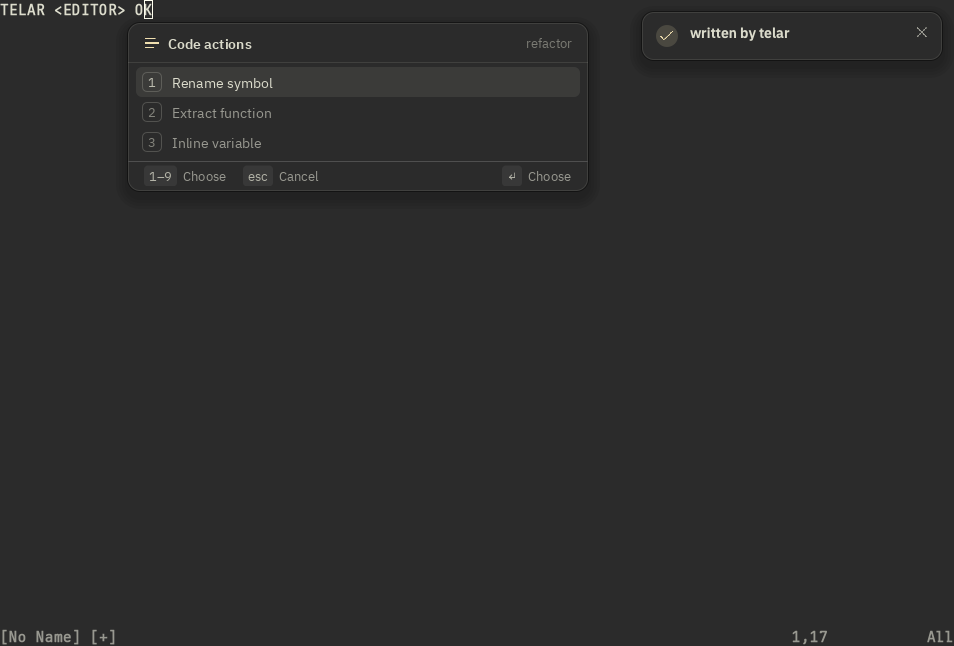 TELAR <EDITOR> OK
Code actions refactor
1 Rename symbol
2 Extract function
3 Inline variable
1–9 Choose esc Cancel ↵ Choose
written by telar
[No Name] [+] 1,17 All